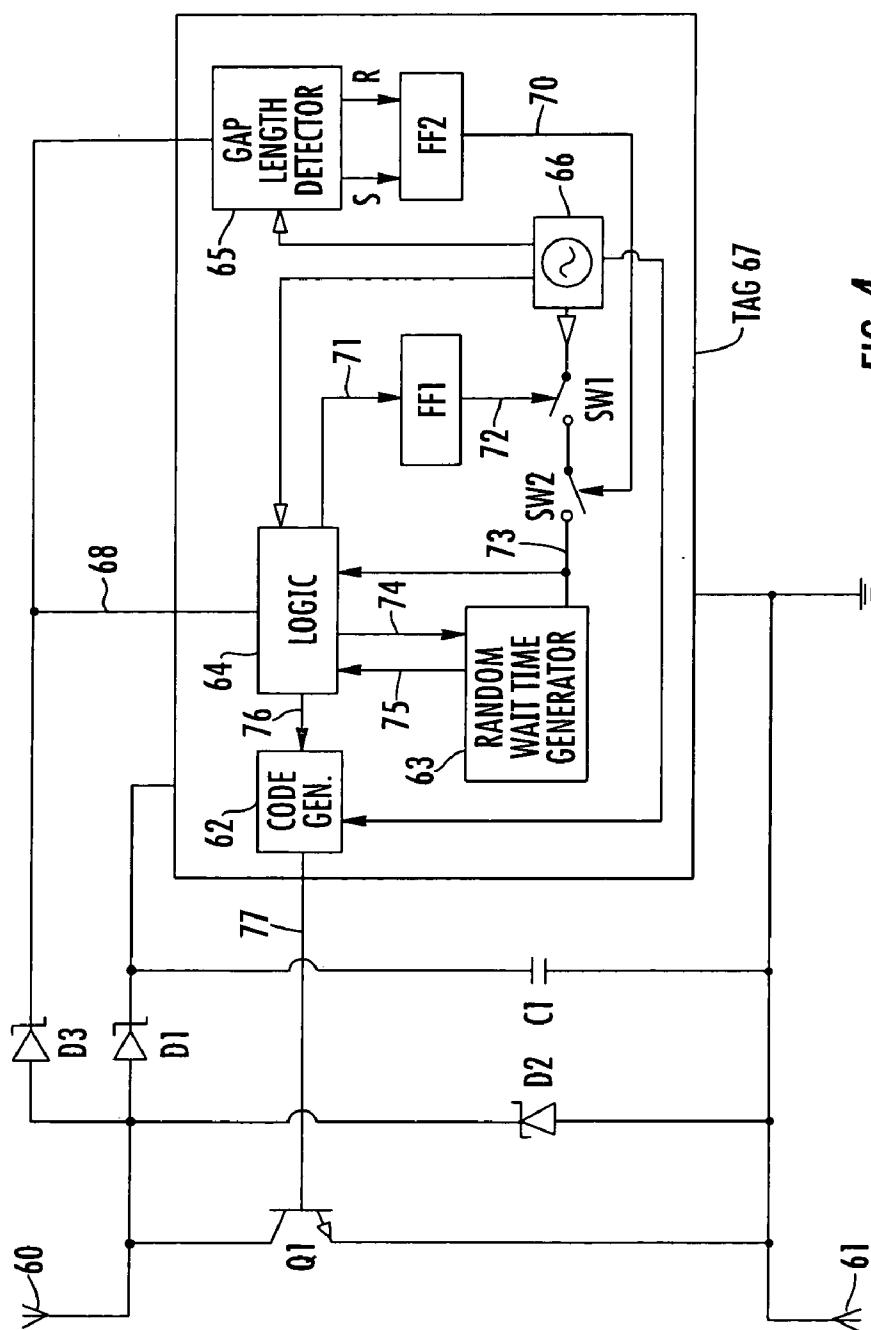 60
61
Q1
D3
D1
D2
C1
77
68
CODE
GEN.
62
76
LOGIC
64
74
75
RANDOM
WAIT TIME
GENERATOR
63
73
71
FF1
72
SW2
SW1
GAP
LENGTH
DETECTOR
65
S
R
FF2
70
66
TAG 67
FIG. 4